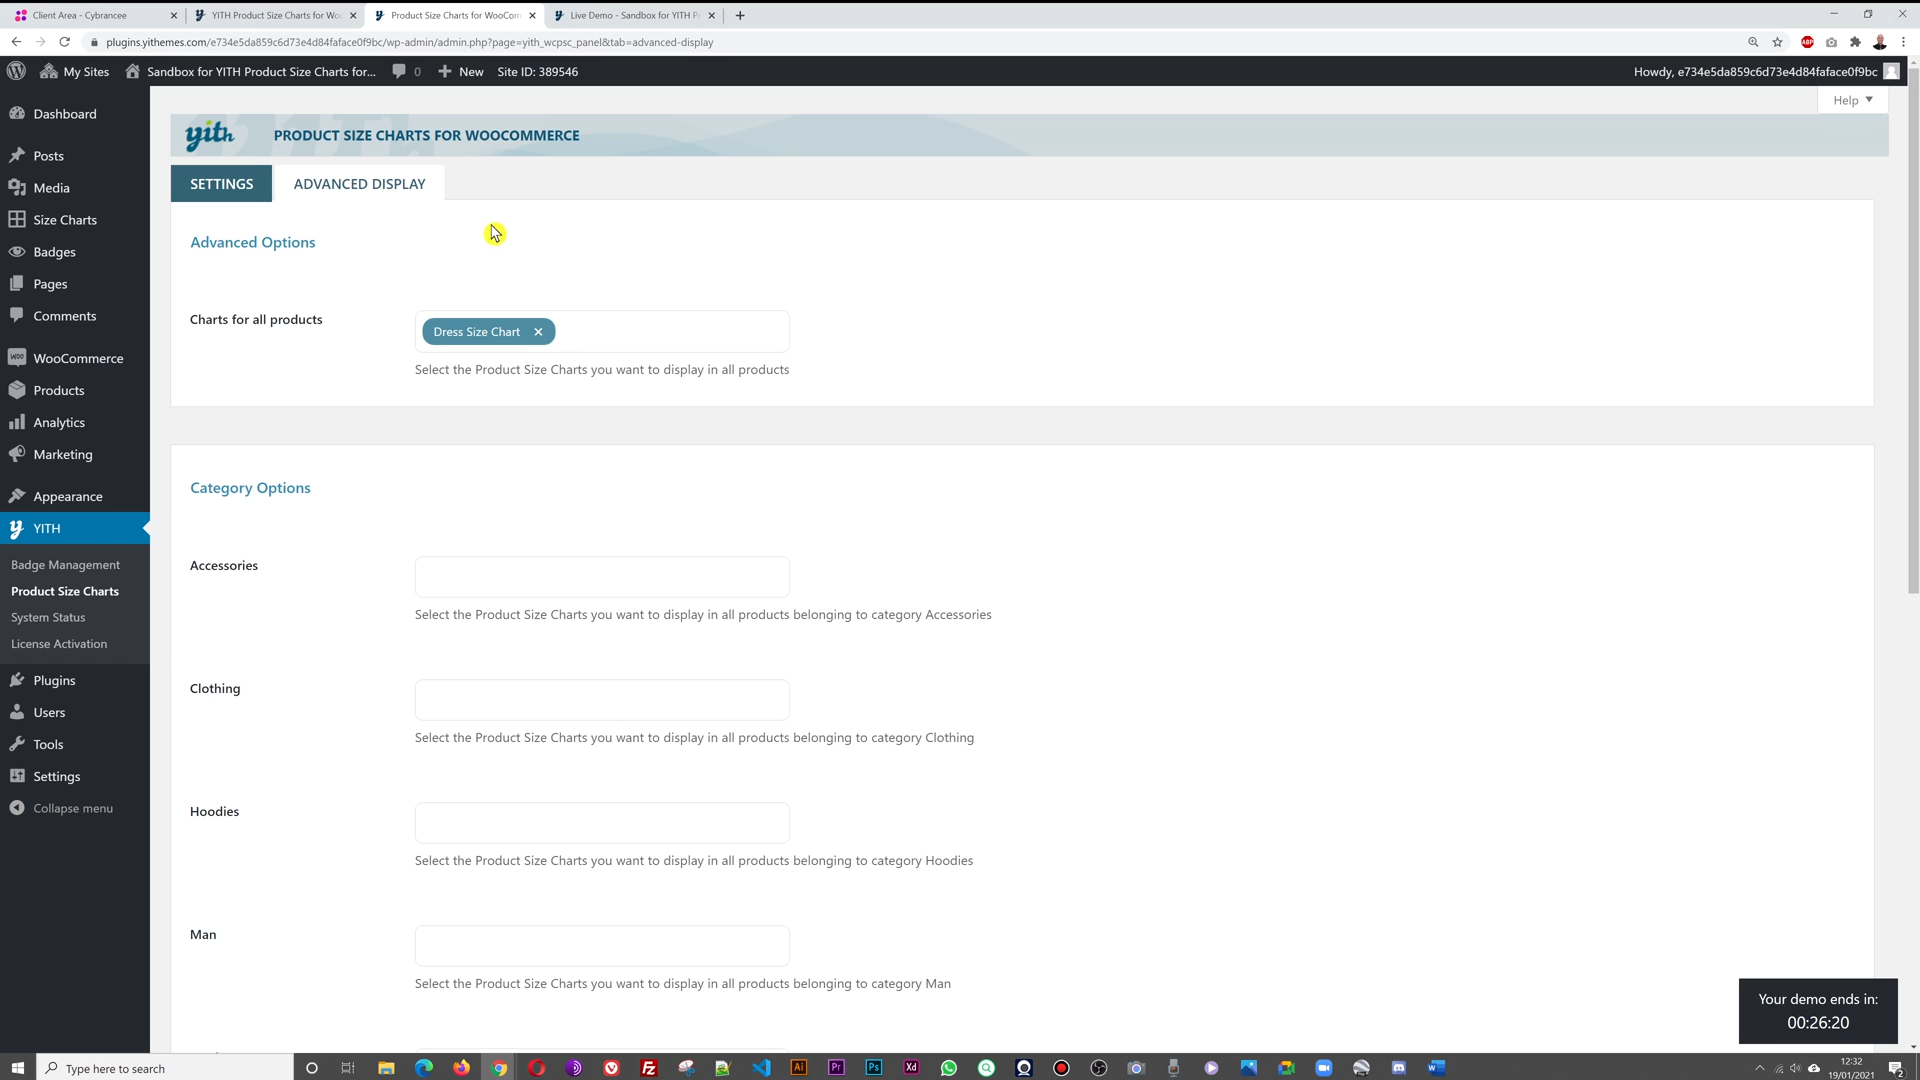 Client Area - Cybrancee
YITH Product Size Charts for Woo
Product Size Charts for WooCom
Live Demo - Sandbox for YITH P
plugins.yithemes.com/e734e5da859c6d73e4d84faface0f9bc/wp-admin/admin.php?page=yith_wcpsc_panel&tab=advanced-display
ABP
My Sites
Sandbox for YITH Product Size Charts for...
0
New
Site ID: 389546
Howdy, e734e5da859c6d73e4d84faface0f9bc
Help
Dashboard
Posts
Media
Size Charts
Badges
Pages
Comments
WooCommerce
Products
Analytics
Marketing
Appearance
YITH
Badge Management
Product Size Charts
System Status
License Activation
Plugins
Users
Tools
Settings
Collapse menu
yith
PRODUCT SIZE CHARTS FOR WOOCOMMERCE
SETTINGS
ADVANCED DISPLAY
Advanced Options
Charts for all products
Dress Size Chart
Select the Product Size Charts you want to display in all products
Category Options
Accessories
Select the Product Size Charts you want to display in all products belonging to category Accessories
Clothing
Select the Product Size Charts you want to display in all products belonging to category Clothing
Hoodies
Select the Product Size Charts you want to display in all products belonging to category Hoodies
Man
Select the Product Size Charts you want to display in all products belonging to category Man
Your demo ends in:
00:26:20
Type here to search
12:32
19/01/2021
2